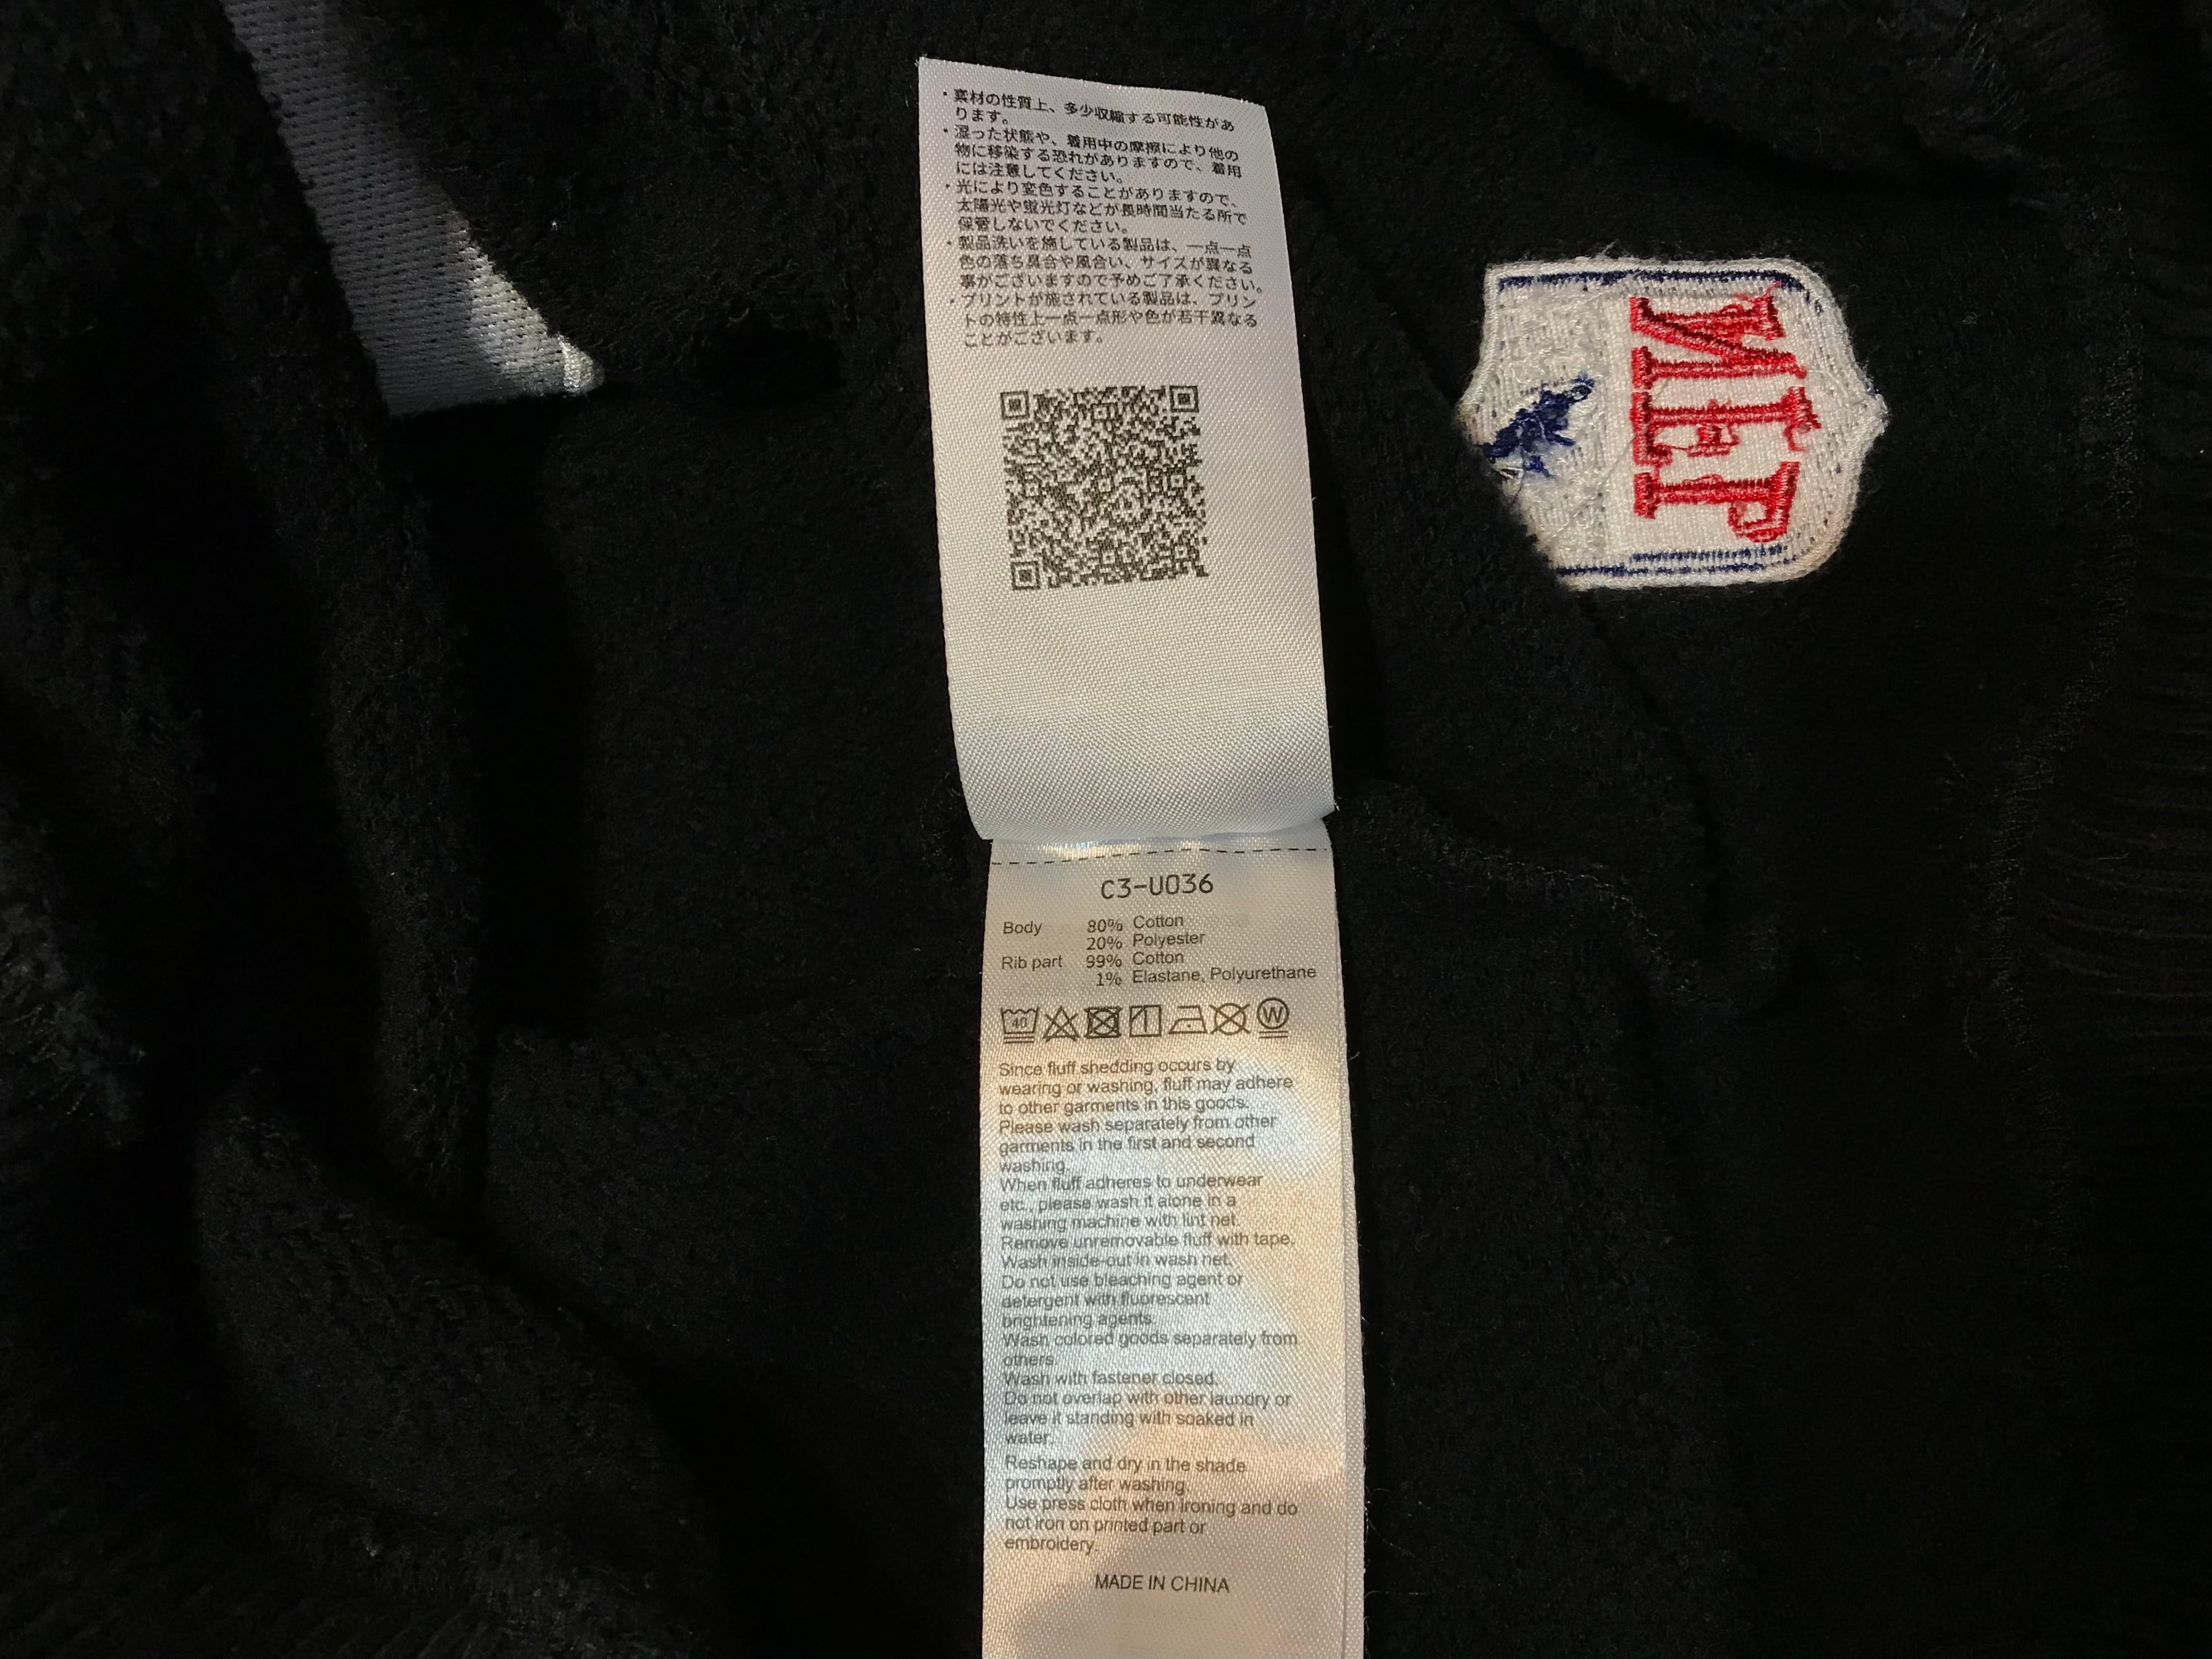 ・素材の性質上、多少収縮する可能性があ
ります。
・湿った状態や、着用中の摩擦により他の
物に移染する恐れがありますので、着用
には注意してください。
・光により変色することがありますので、
太陽光や蛍光灯などが長時間当たる所で
保管しないでください。
・製品洗いを施している製品は、一点一点
色の落ち具合や風合い、サイズが異なる
事がございますので予めご了承ください。
・プリントが施されている製品は、プリン
トの特性上一点一点形や色が若干異なる
ことがございます。
C3-U036
Body 80% Cotton
20% Polyester
Rib part 99% Cotton
1% Elastane, Polyurethane
40 W
Since fluff shedding occurs by
wearing or washing, fluff may adhere
to other garments in this goods.
Please wash separately from other
garments in the first and second
washing.
When fluff adheres to underwear
etc., please wash it alone in a
washing machine with lint net.
Remove unremovable fluff with tape.
Wash inside-out in wash net.
Do not use bleaching agent or
detergent with fluorescent
brightening agents.
Wash colored goods separately from
others.
Wash with fastener closed.
Do not overlap with other laundry or
leave it standing with soaked in
water.
Reshape and dry in the shade
promptly after washing.
Use press cloth when ironing and do
not iron on printed part or
embroidery.
MADE IN CHINA